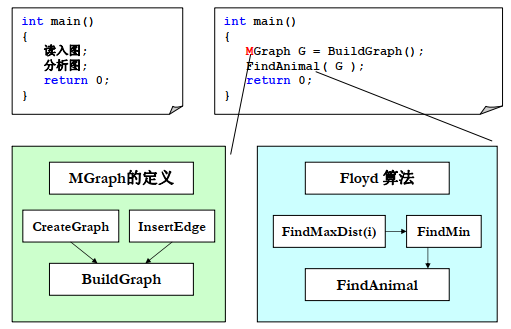 int main()
{
读入图;
分析图;
return 0;
}
int main()
{
MGraph G = BuildGraph();
FindAnimal( G );
return 0;
}
MGraph的定义
CreateGraph
InsertEdge
BuildGraph
Floyd 算法
FindMaxDist(i)
FindMin
FindAnimal